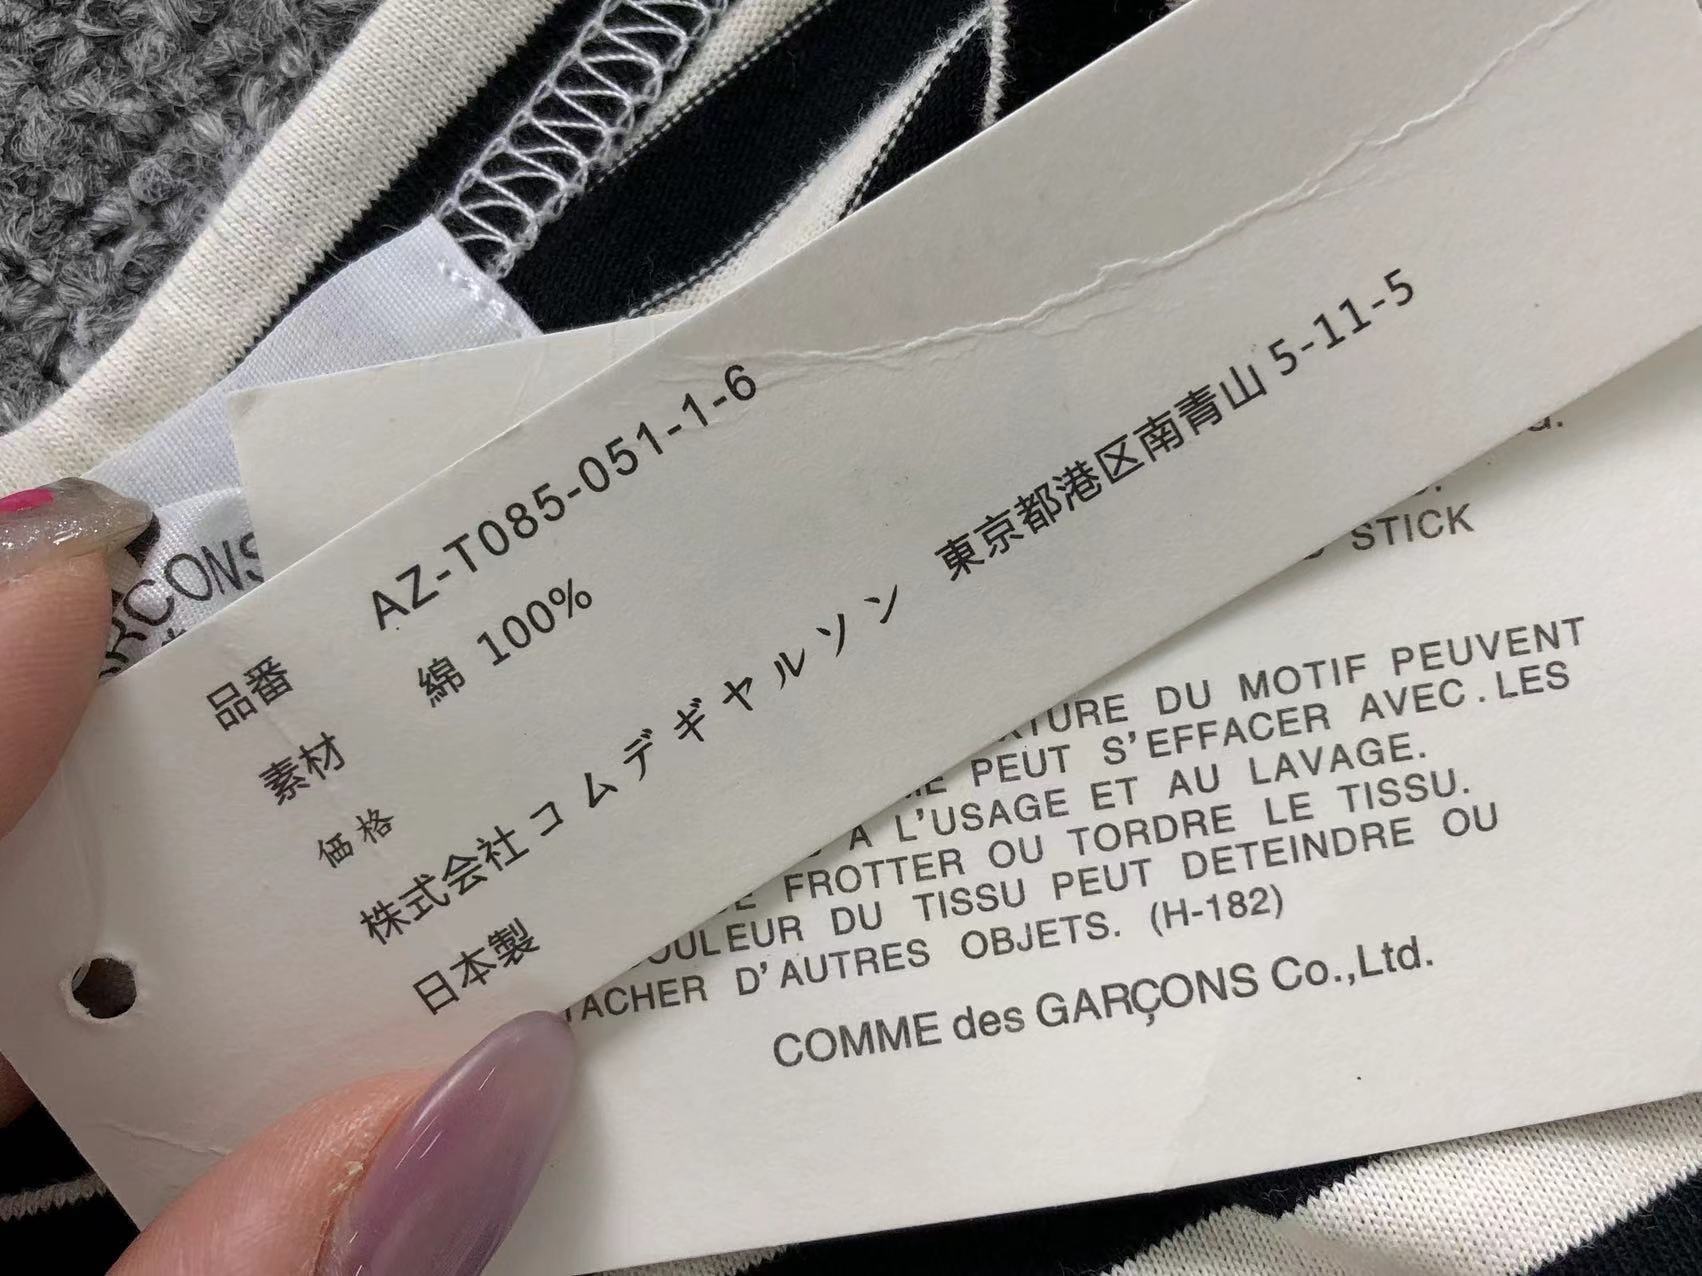 品番 AZ-T085-051-1-6
素材 綿 100%
価格
株式会社コムデギャルソン 東京都港区南青山 5-11-5
日本製
STICK
DU MOTIF PEUVENT
PEUT S'EFFACER AVEC.LES
A L'USAGE ET AU LAVAGE.
FROTTER OU TORDRE LE TISSU.
DU TISSU PEUT DETEINDRE OU
D'AUTRES OBJETS. (H-182)
COMME des GARÇONS Co.,Ltd.